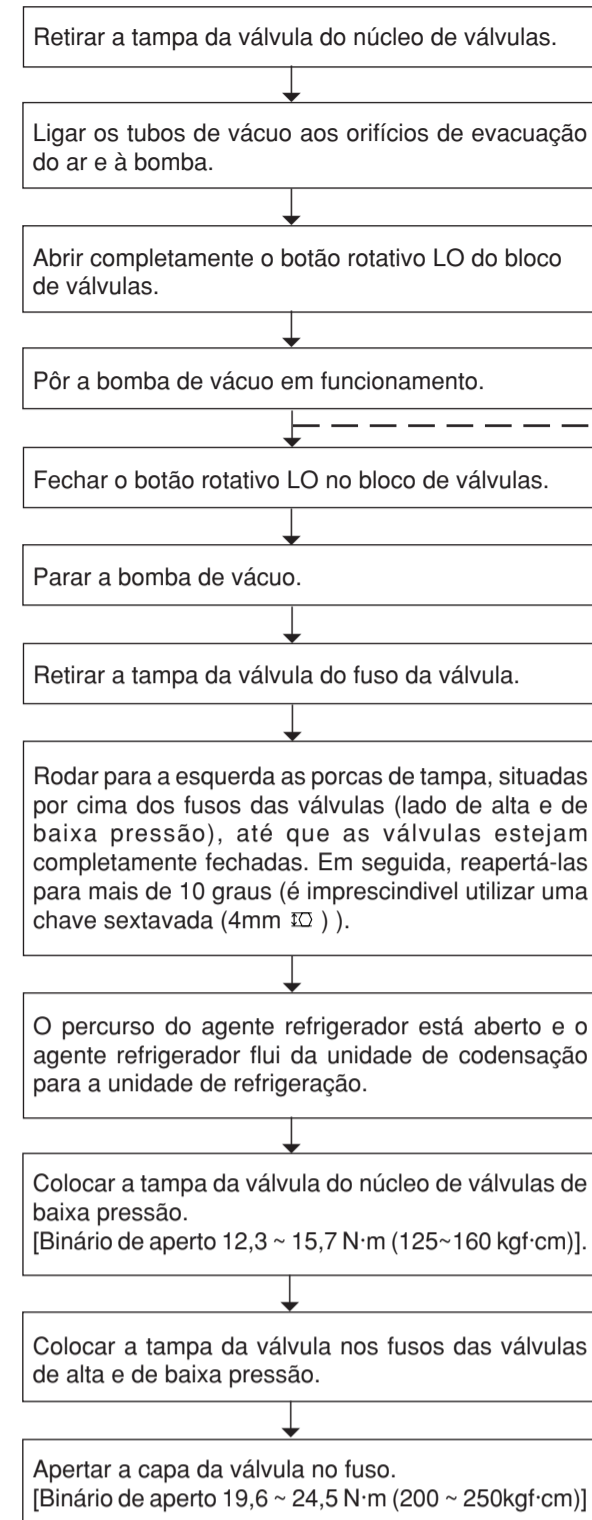 Retirar a tampa da válvula do núcleo de válvulas.
Ligar os tubos de vácuo aos orifícios de evacuação
do ar e à bomba.
Abrir completamente o botão rotativo LO do bloco
de válvulas.
Pôr a bomba de vácuo em funcionamento.
Fechar o botão rotativo LO no bloco de válvulas.
Parar a bomba de vácuo.
Retirar a tampa da válvula do fuso da válvula.
Rodar para a esquerda as porcas de tampa, situadas
por cima dos fusos das válvulas (lado de alta e de
baixa pressão), até que as válvulas estejam
completamente fechadas. Em seguida, reapertá-las
para mais de 10 graus (é imprescindivel utilizar uma
chave sextavada (4mm ) ).
O percurso do agente refrigerador está aberto e o
agente refrigerador flui da unidade de codensação
para a unidade de refrigeração.
Colocar a tampa da válvula do núcleo de válvulas de
baixa pressão.
[Binário de aperto 12,3 ~ 15,7 N·m (125~160 kgf·cm)].
Colocar a tampa da válvula nos fusos das válvulas
de alta e de baixa pressão.
Apertar a capa da válvula no fuso.
[Binário de aperto 19,6 ~ 24,5 N·m (200 ~ 250kgf·cm)]